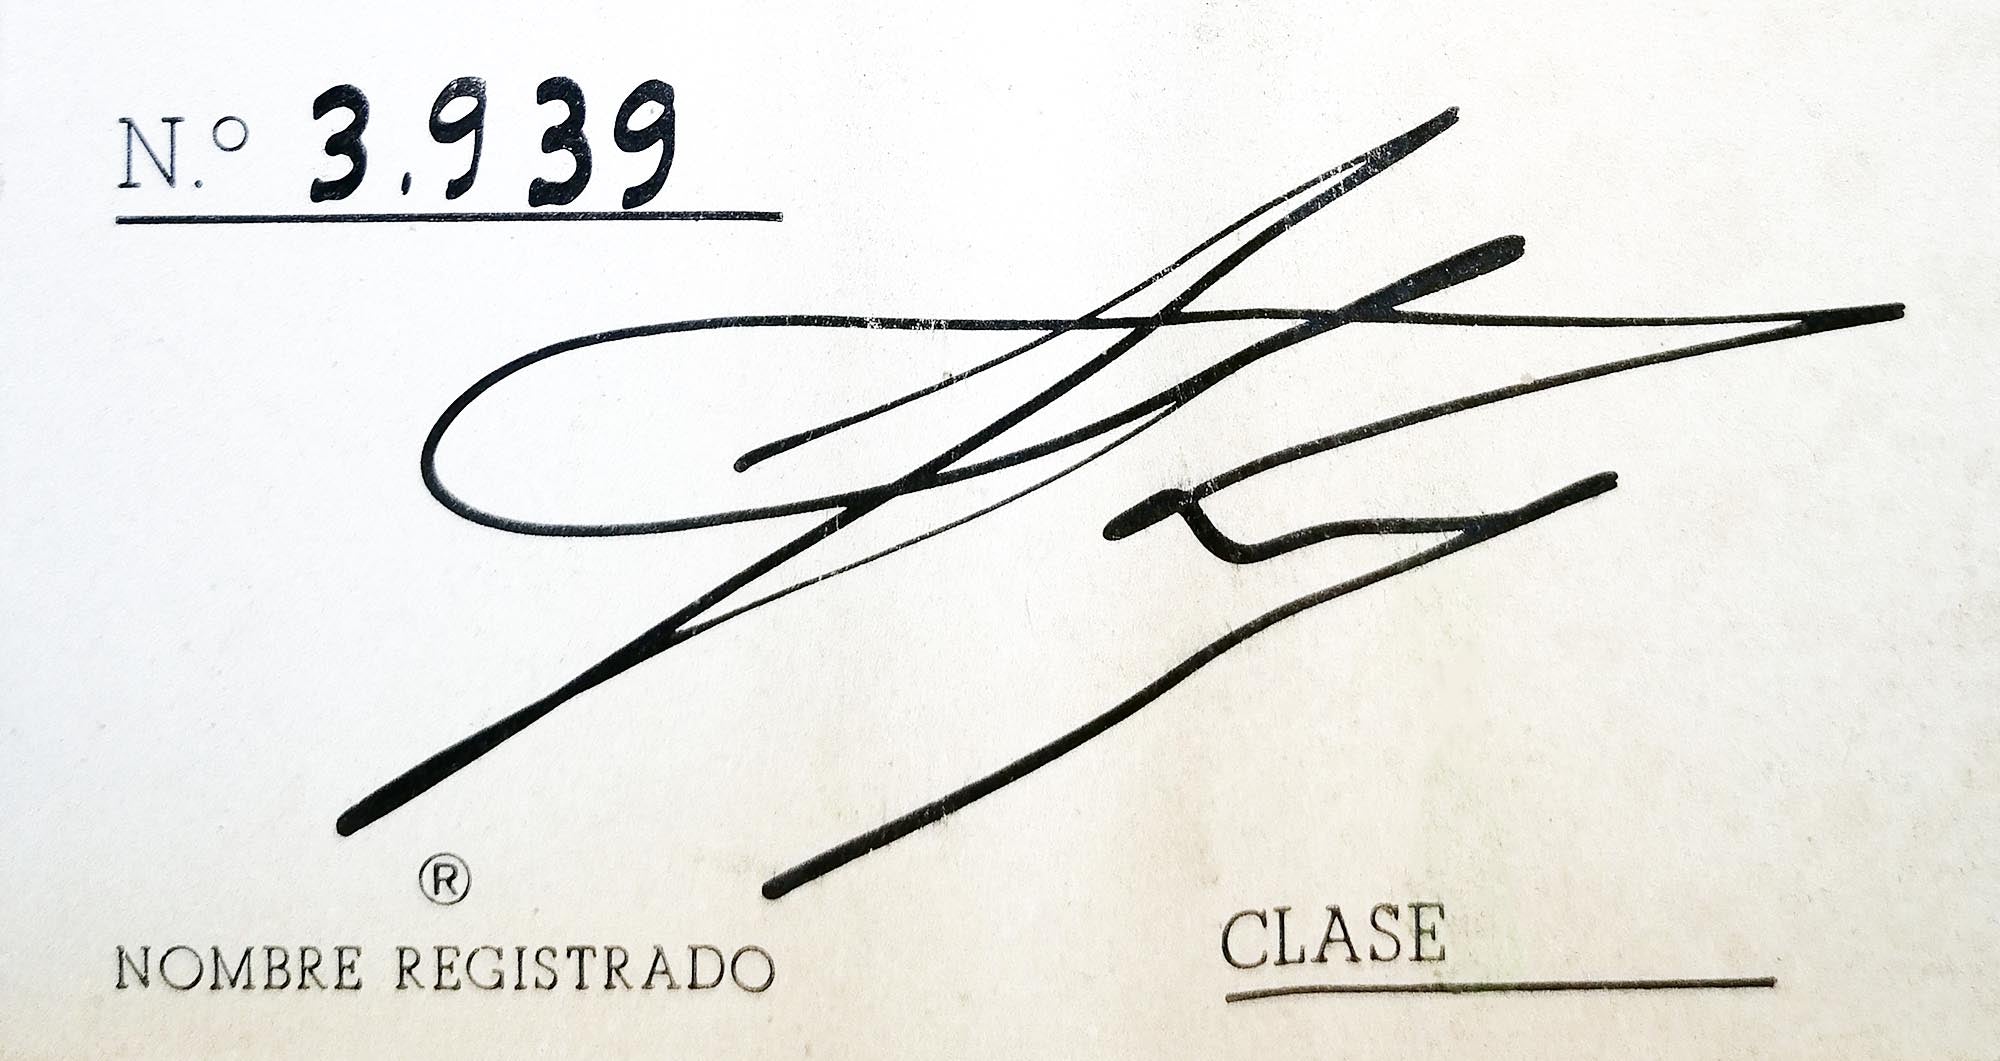 N.º 3.939
®
NOMBRE REGISTRADO
CLASE